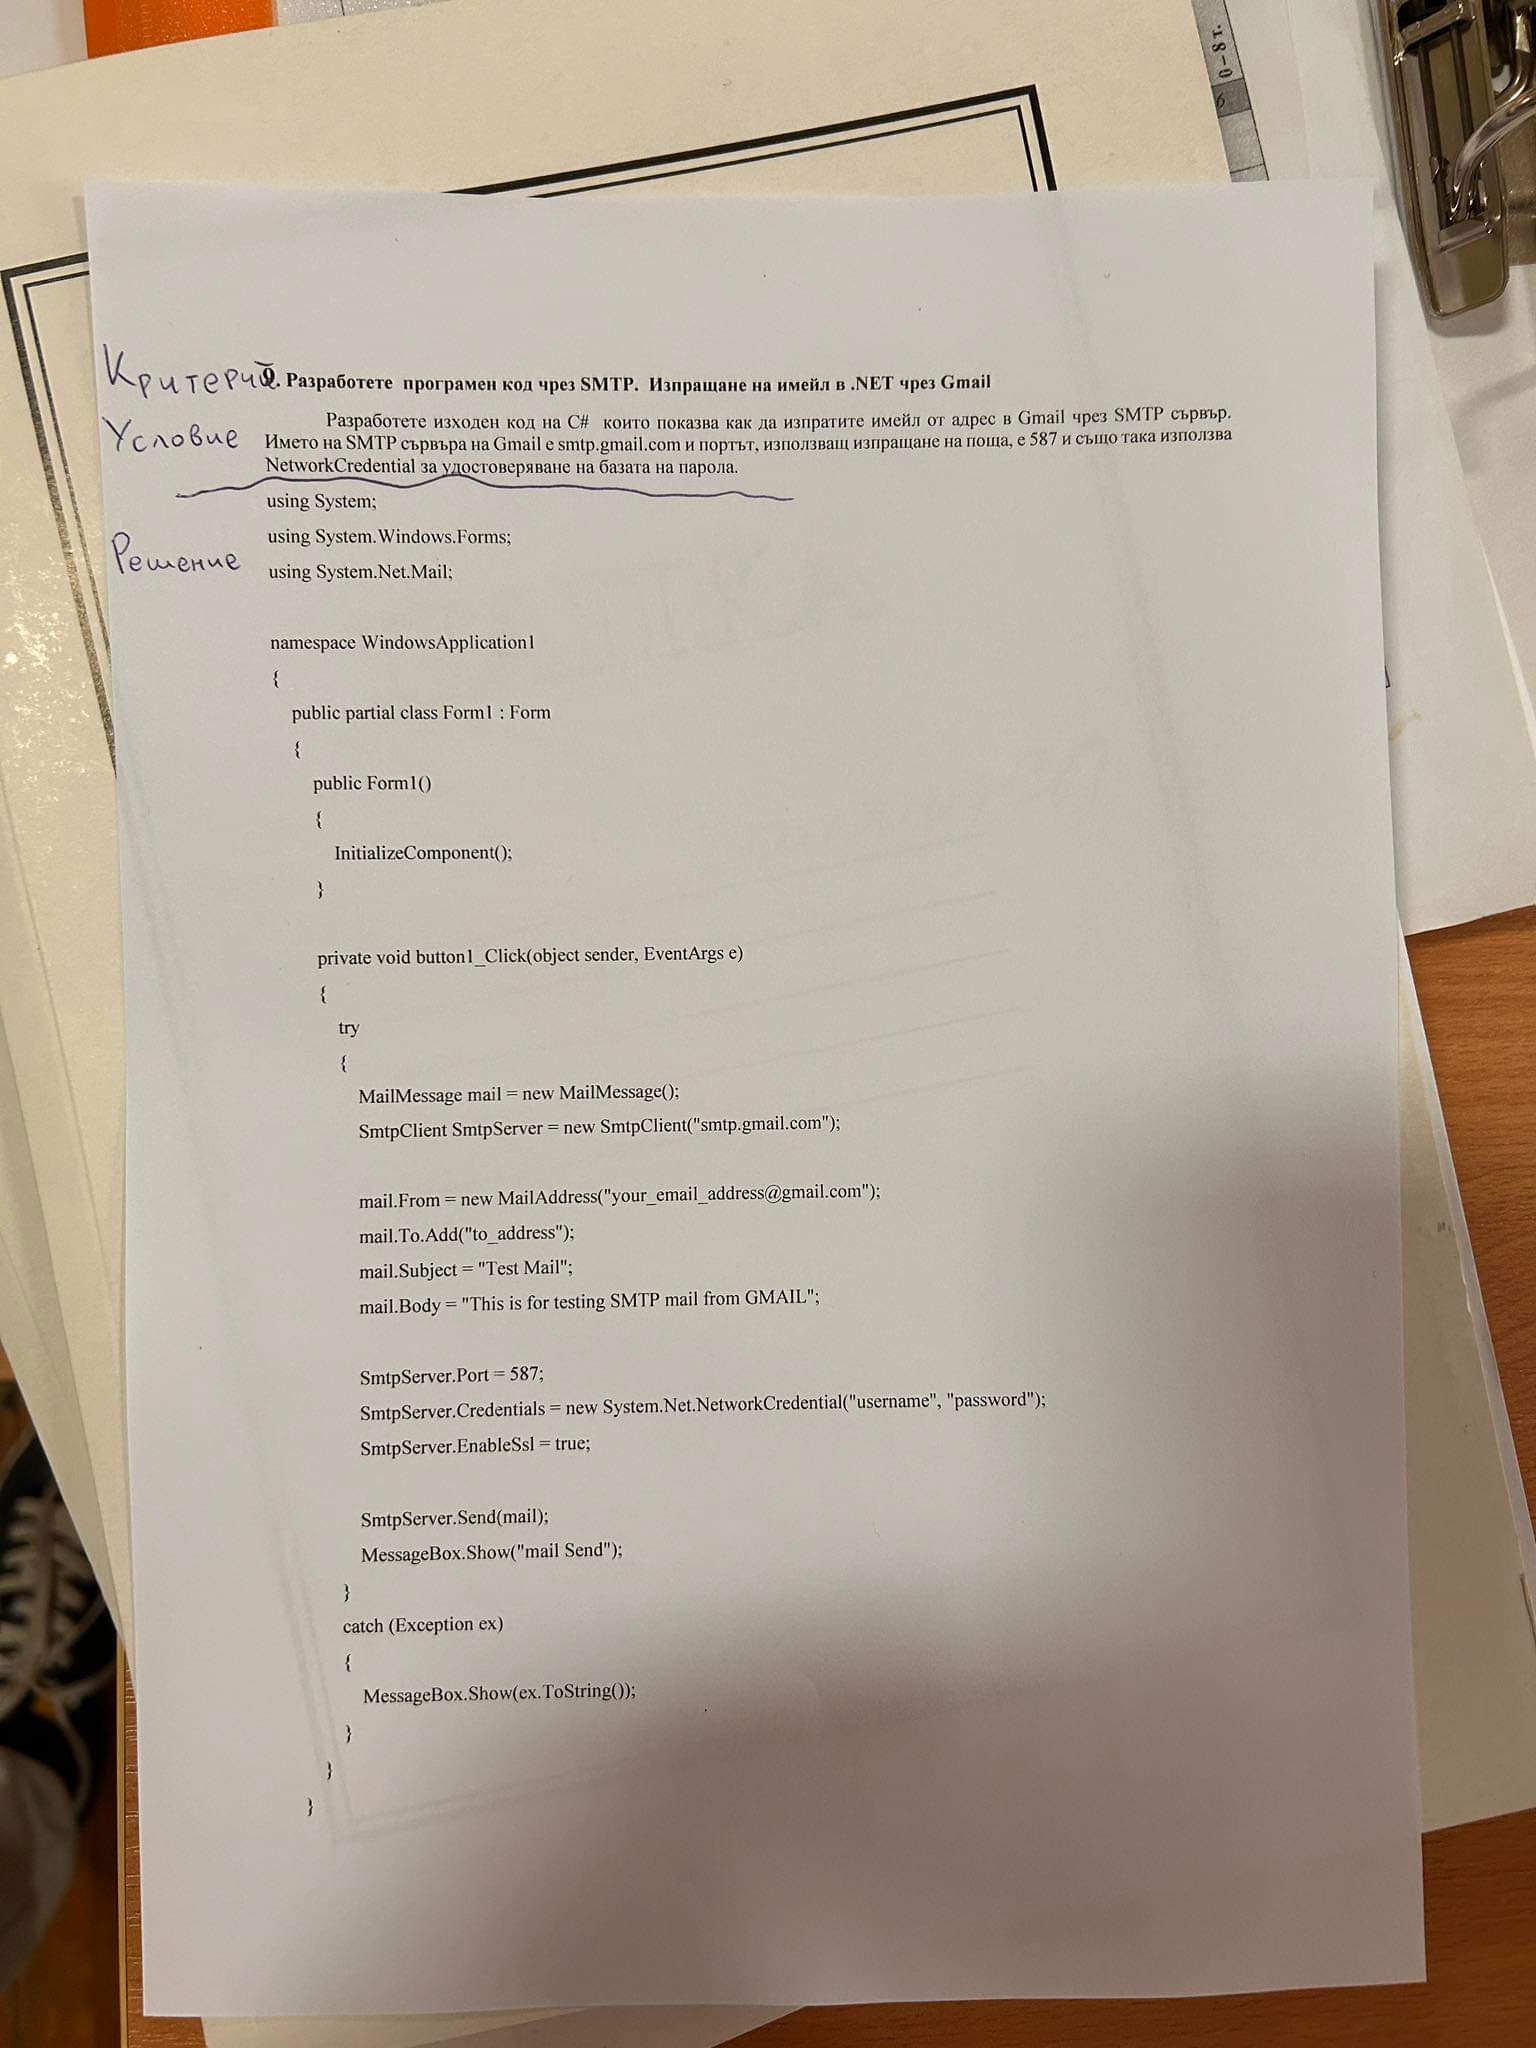 0-8 т.
Критерий 9. Разработете програмен код чрез SMTP. Изпращане на имейл в .NET чрез Gmail
Условие
Разработете изходен код на C# които показва как да изпратите имейл от адрес в Gmail чрез SMTP сървър.
Името на SMTP сървъра на Gmail е smtp.gmail.com и портът, използващ изпращане на поща, е 587 и също така използва
NetworkCredential за удостоверяване на базата на парола.
using System;
Решение
using System.Windows.Forms;
using System.Net.Mail;
namespace WindowsApplication1
{
public partial class Form1 : Form
{
public Form1()
{
InitializeComponent();
}
private void button1_Click(object sender, EventArgs e)
{
try
{
MailMessage mail = new MailMessage();
SmtpClient SmtpServer = new SmtpClient("smtp.gmail.com");
mail.From = new MailAddress("your_email_address@gmail.com");
mail.To.Add("to_address");
mail.Subject = "Test Mail";
mail.Body = "This is for testing SMTP mail from GMAIL";
SmtpServer.Port = 587;
SmtpServer.Credentials = new System.Net.NetworkCredential("username", "password");
SmtpServer.EnableSsl = true;
SmtpServer.Send(mail);
MessageBox.Show("mail Send");
}
catch (Exception ex)
{
MessageBox.Show(ex.ToString());
}
}
}